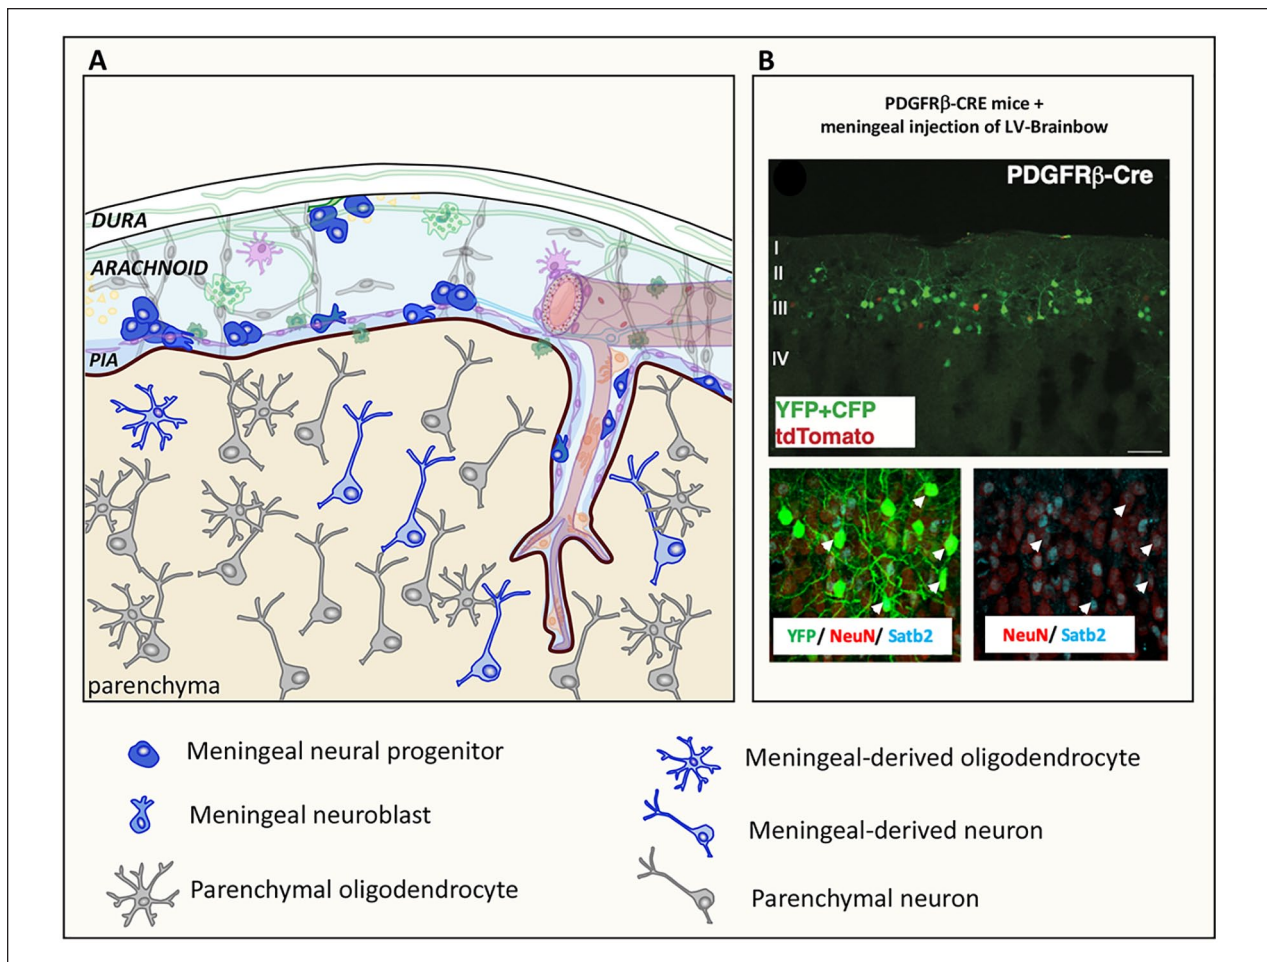 A
DURA
ARACHNOID
PIA
parenchyma
B
PDGFRβ-CRE mice +
meningeal injection of LV-Brainbow
PDGFRβ-Cre
I
II
III
IV
YFP+CFP
tdTomato
YFP/ NeuN/ Satb2
NeuN/ Satb2
Meningeal neural progenitor
Meningeal neuroblast
Parenchymal oligodendrocyte
Meningeal-derived oligodendrocyte
Meningeal-derived neuron
Parenchymal neuron